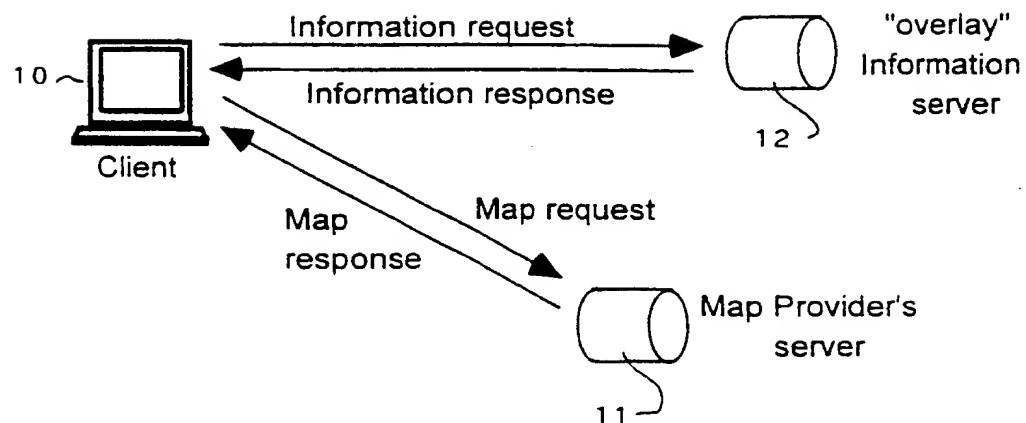 Information request
"overlay"
Information
server
10
Information response
12
Client
Map request
Map
response
Map Provider's
server
11